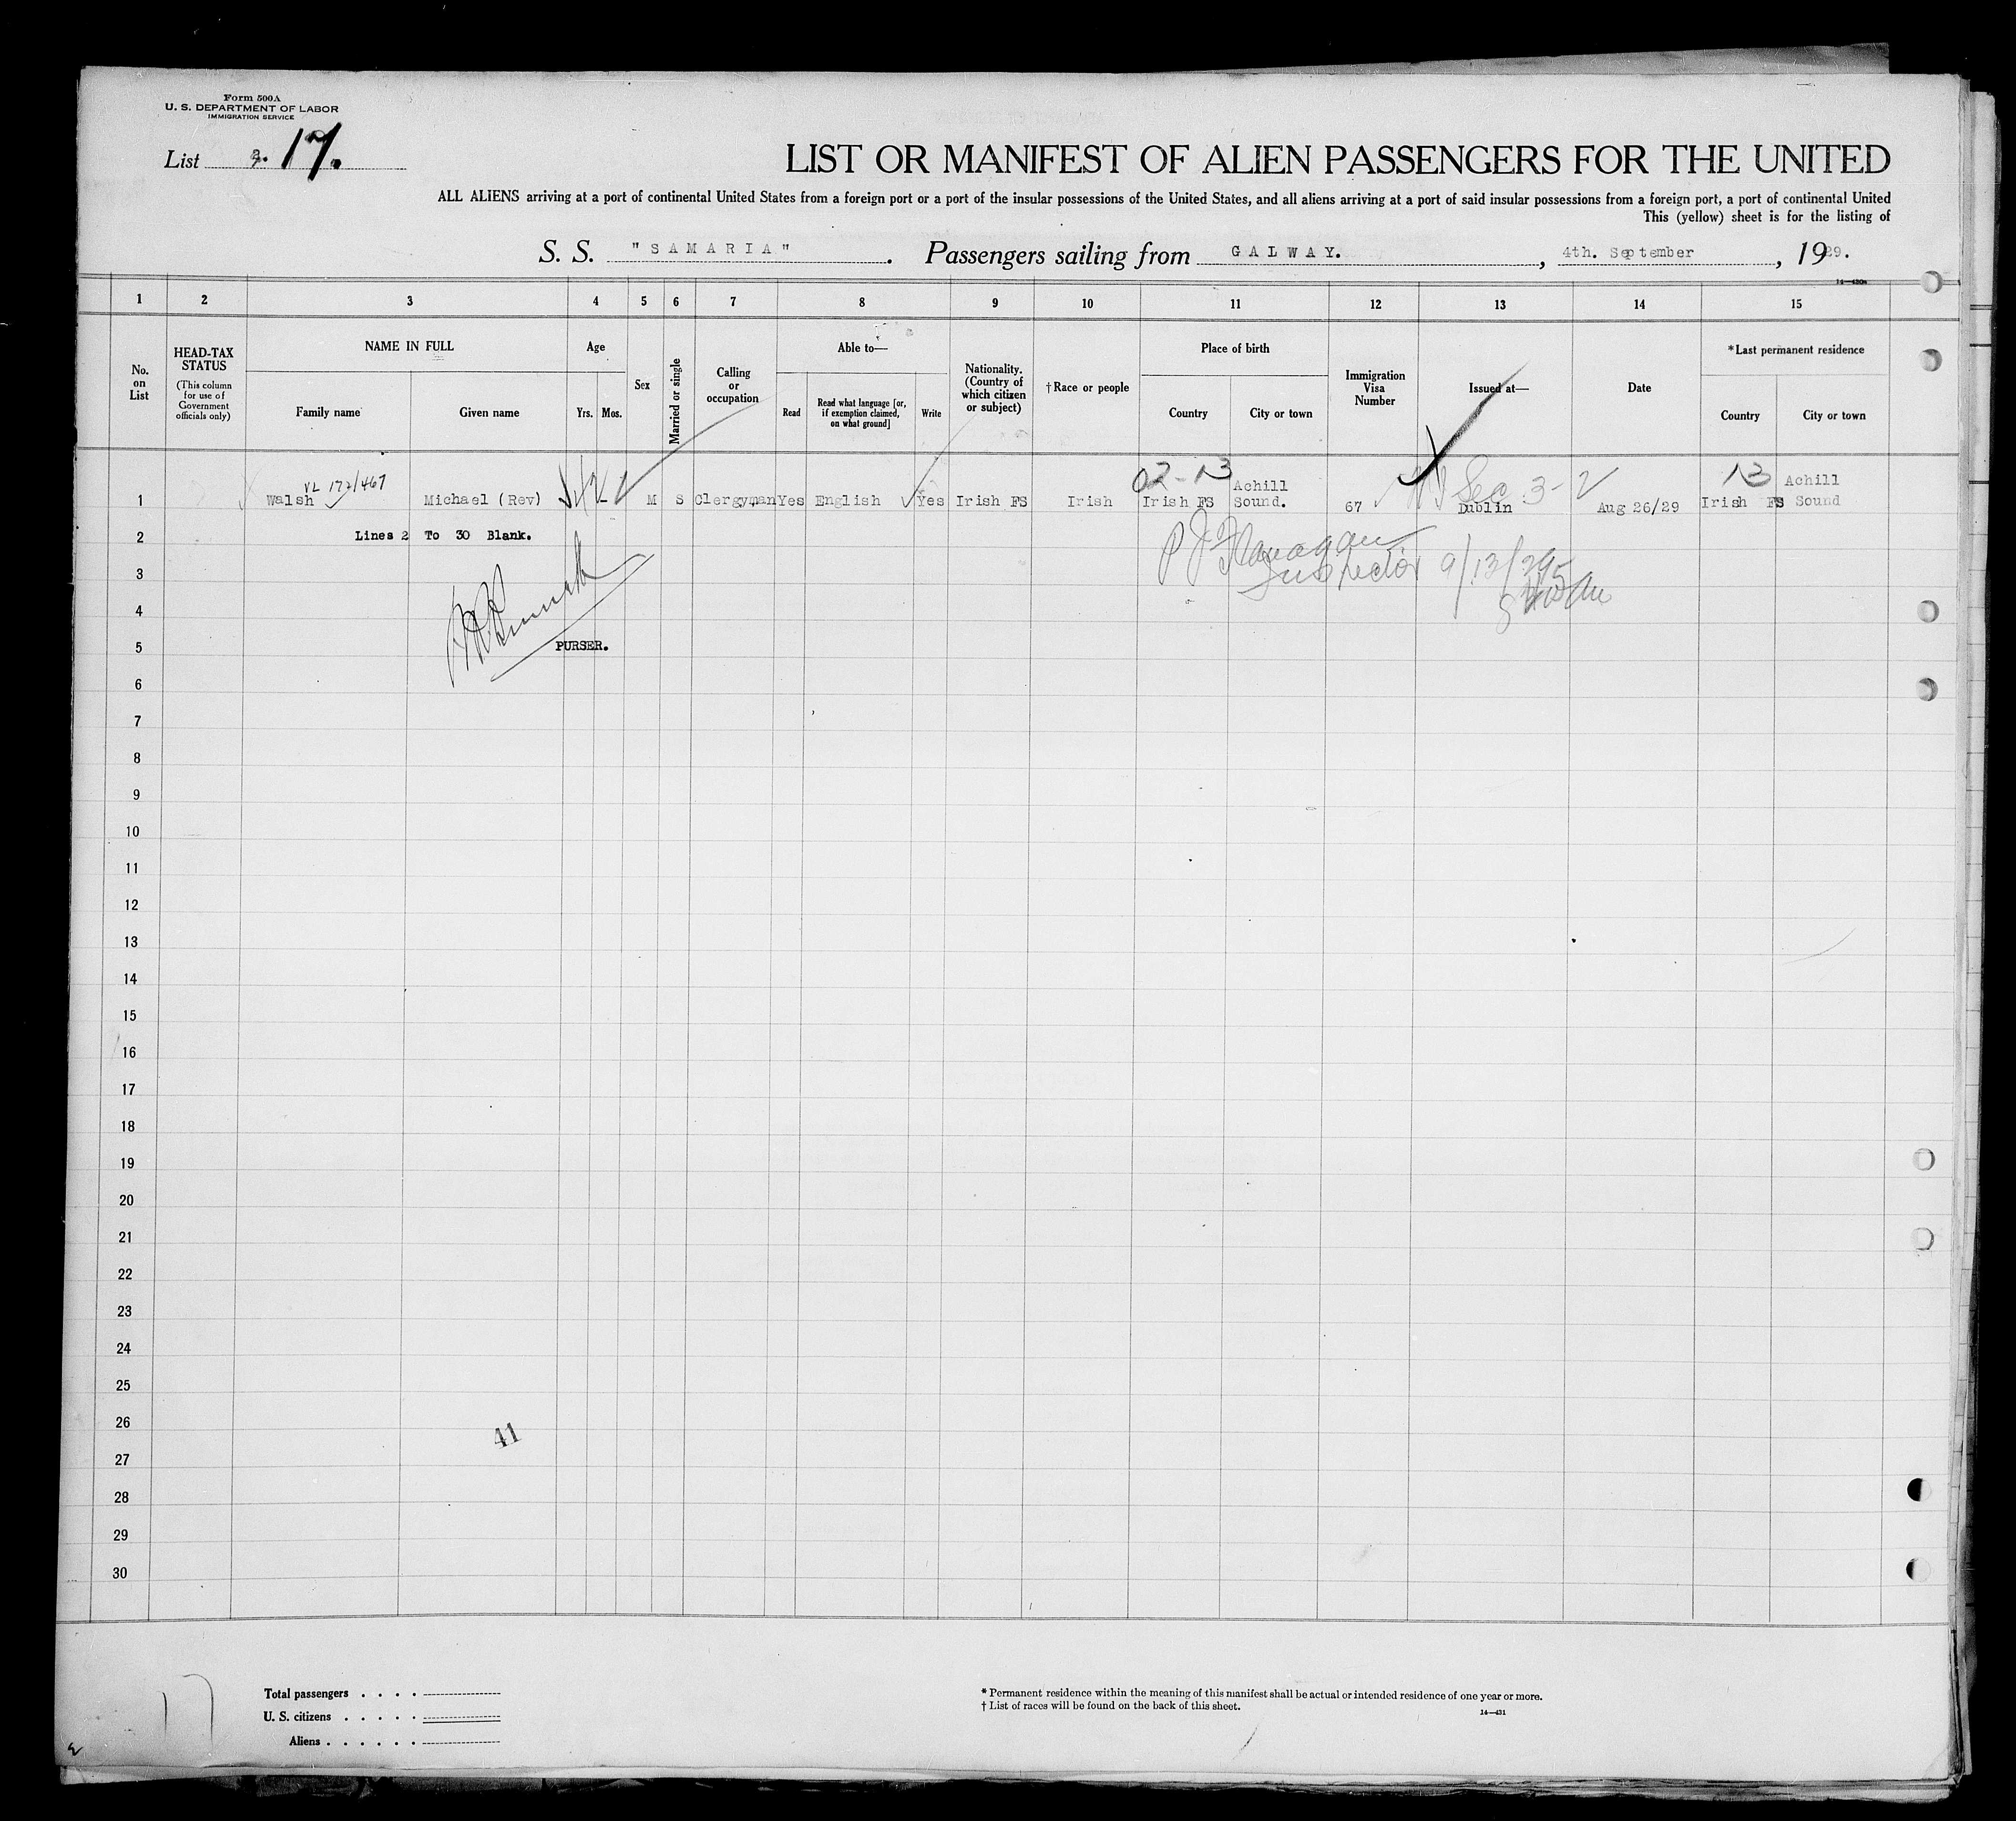 Form 500A
U. S. DEPARTMENT OF LABOR
IMMIGRATION SERVICE
List 17.
LIST OR MANIFEST OF ALIEN PASSENGERS FOR THE UNITED
ALL ALIENS arriving at a port of continental United States from a foreign port or a port of the insular possessions of the United States, and all aliens arriving at a port of said insular possessions from a foreign port, a port of continental United
This (yellow) sheet is for the listing of
S. S. "SAMARIA". Passengers sailing from GALWAY., 4th. September, 1929.
14—430a
1 2 3 4 5 6 7 8 9 10 11 12 13 14 15
No. on List
HEAD-TAX STATUS
(This column for use of Government officials only)
NAME IN FULL
Family name Given name
Age
Yrs. Mos.
Sex
Married or single
Calling or occupation
Able to—
Read
Read what language [or, if exemption claimed, on what ground]
Write
Nationality. (Country of which citizen or subject)
† Race or people
Place of birth
Country City or town
Immigration Visa Number
Issued at—
Date
*Last permanent residence
Country City or town
VL 172/467
02-13
Sec 3-2
13
1 Walsh Michael (Rev) 42 M S Clergyman Yes English Yes Irish FS Irish Irish FS Achill Sound. 67 Dublin Aug 26/29 Irish FS Achill Sound
2 Lines 2 To 30 Blank.
P J Flanagan
3 Inspector 9/13/29
4
5 PURSER.
6
7
8
9
10
11
12
13
14
15
16
17
18
19
20
21
22
23
24
25
26
41
27
28
29
30
17
Total passengers . . . .
U. S. citizens . . . . .
Aliens . . . . . .
* Permanent residence within the meaning of this manifest shall be actual or intended residence of one year or more.
† List of races will be found on the back of this sheet.
14—431